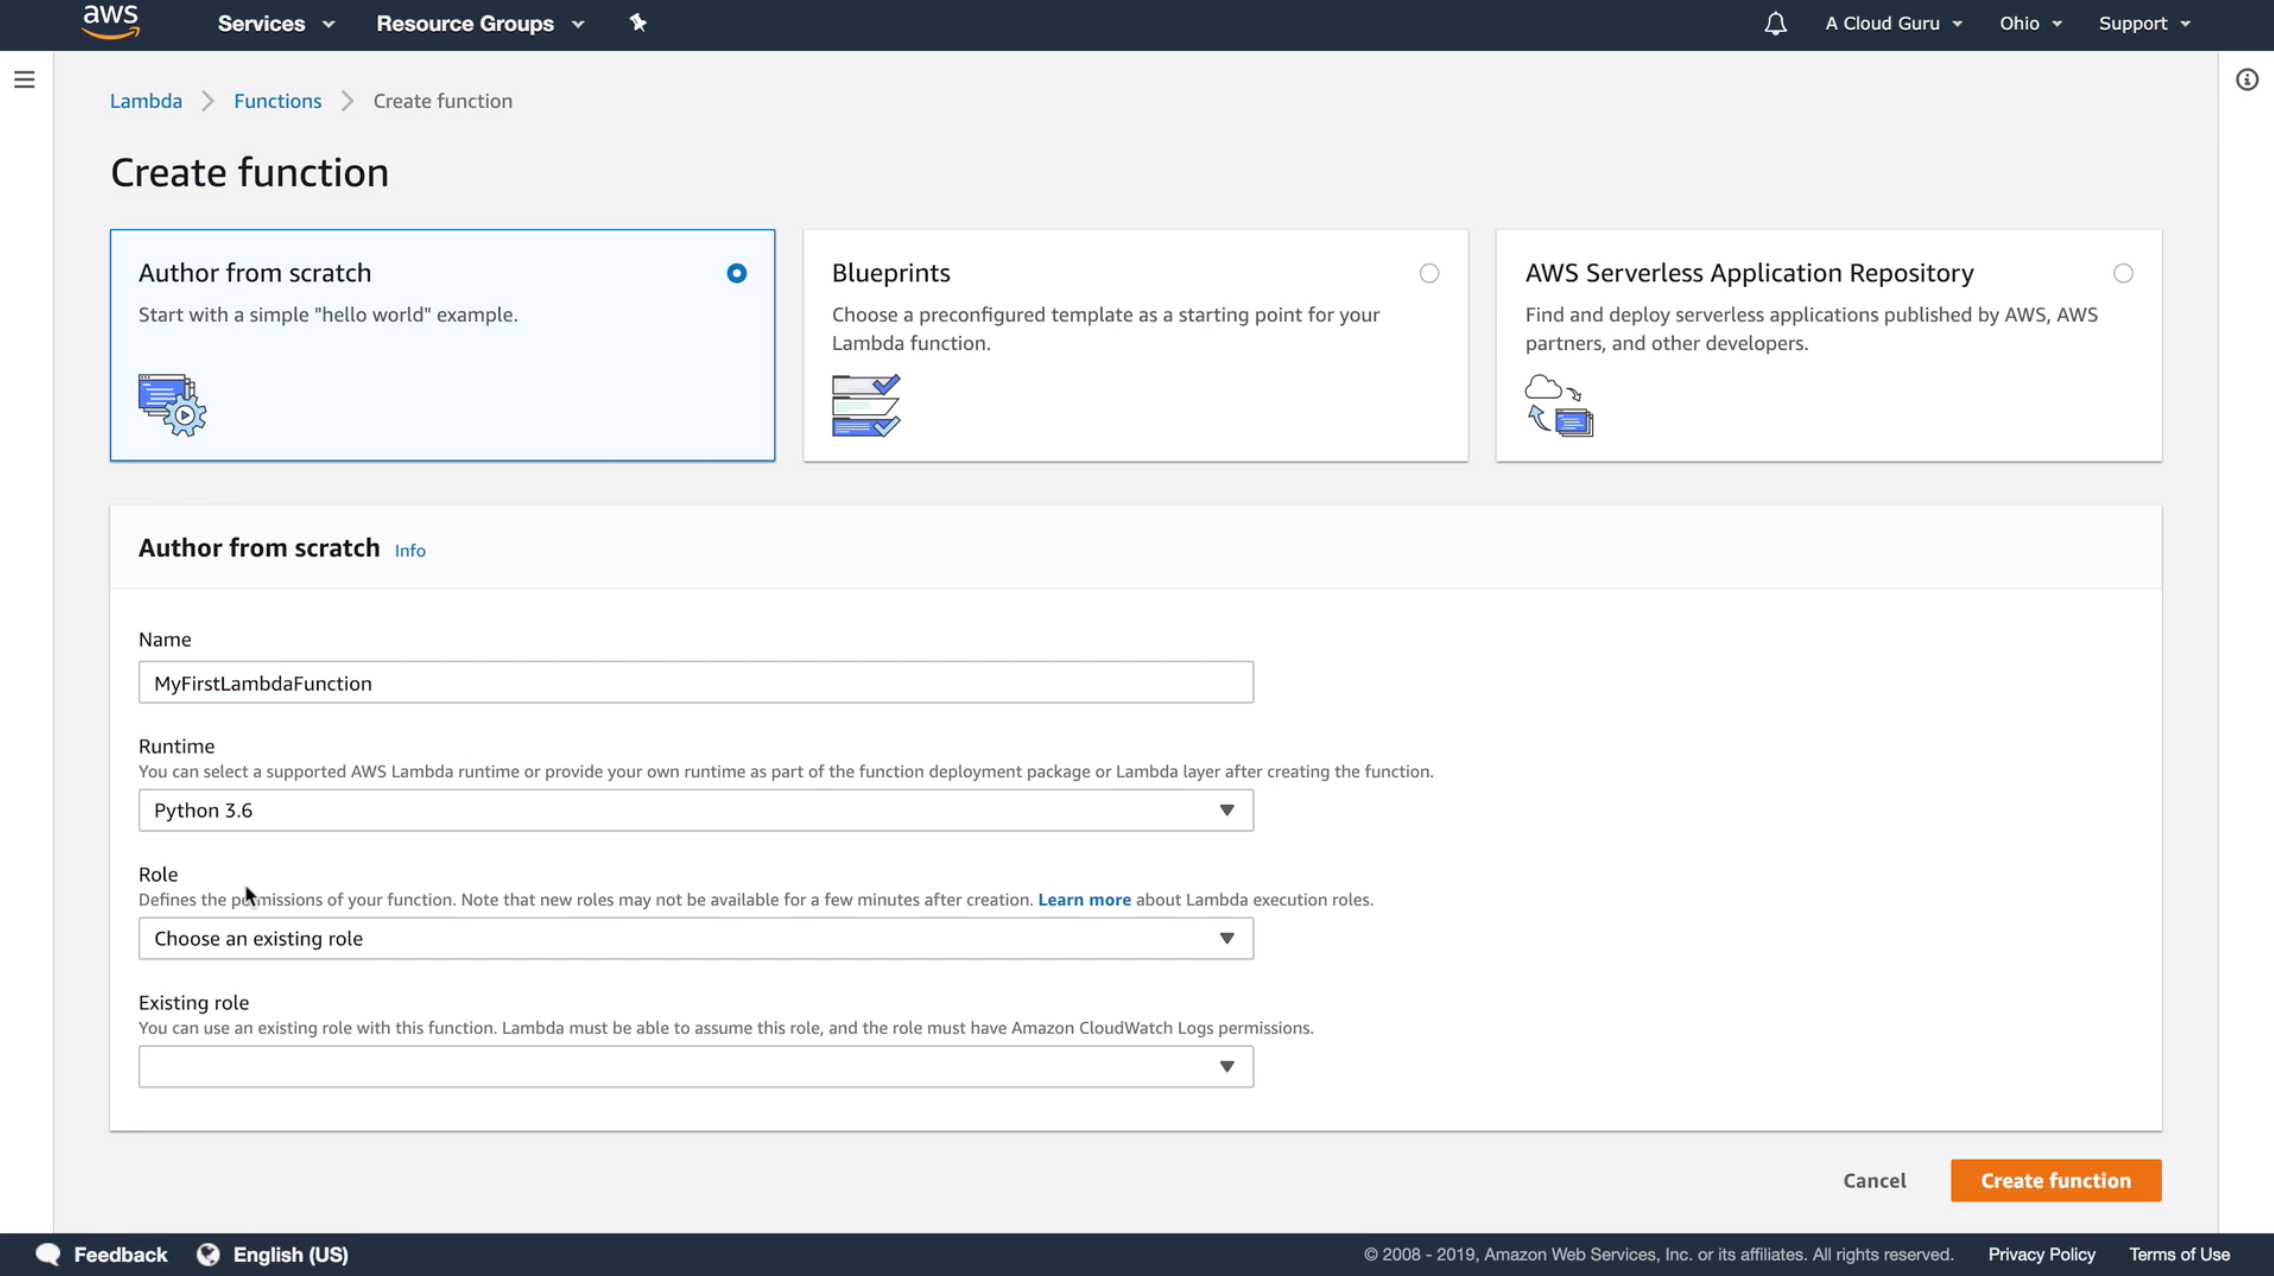 aws
Services
Resource Groups
A Cloud Guru
Ohio
Support
Lambda
Functions
Create function
Create function
Author from scratch
Start with a simple "hello world" example.
Blueprints
Choose a preconfigured template as a starting point for your
Lambda function.
AWS Serverless Application Repository
Find and deploy serverless applications published by AWS, AWS
partners, and other developers.
Author from scratch Info
Name
MyFirstLambdaFunction
Runtime
You can select a supported AWS Lambda runtime or provide your own runtime as part of the function deployment package or Lambda layer after creating the function.
Python 3.6
Role
Defines the permissions of your function. Note that new roles may not be available for a few minutes after creation. Learn more about Lambda execution roles.
Choose an existing role
Existing role
You can use an existing role with this function. Lambda must be able to assume this role, and the role must have Amazon CloudWatch Logs permissions.
Cancel
Create function
Feedback
English (US)
© 2008 - 2019, Amazon Web Services, Inc. or its affiliates. All rights reserved.
Privacy Policy
Terms of Use